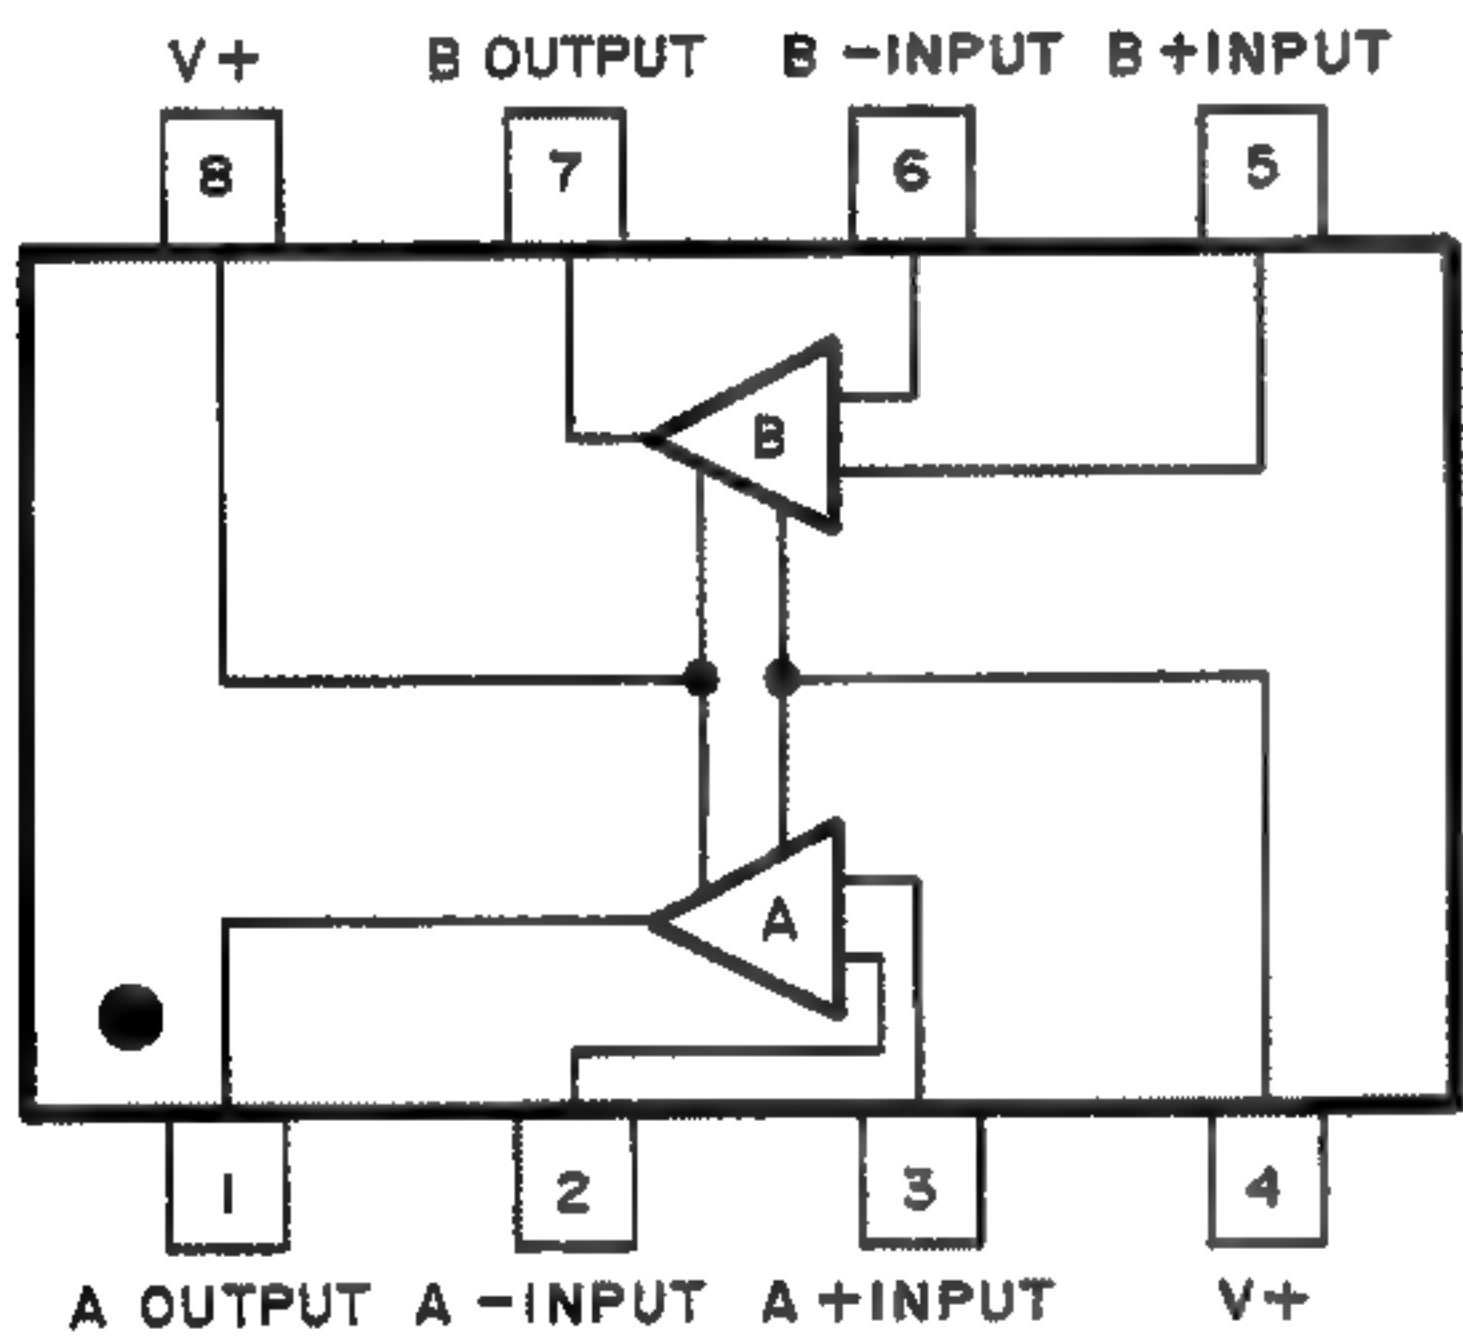 V+ B OUTPUT B -INPUT B +INPUT
8 7 6 5
B
A
1 2 3 4
A OUTPUT A -INPUT A +INPUT V+